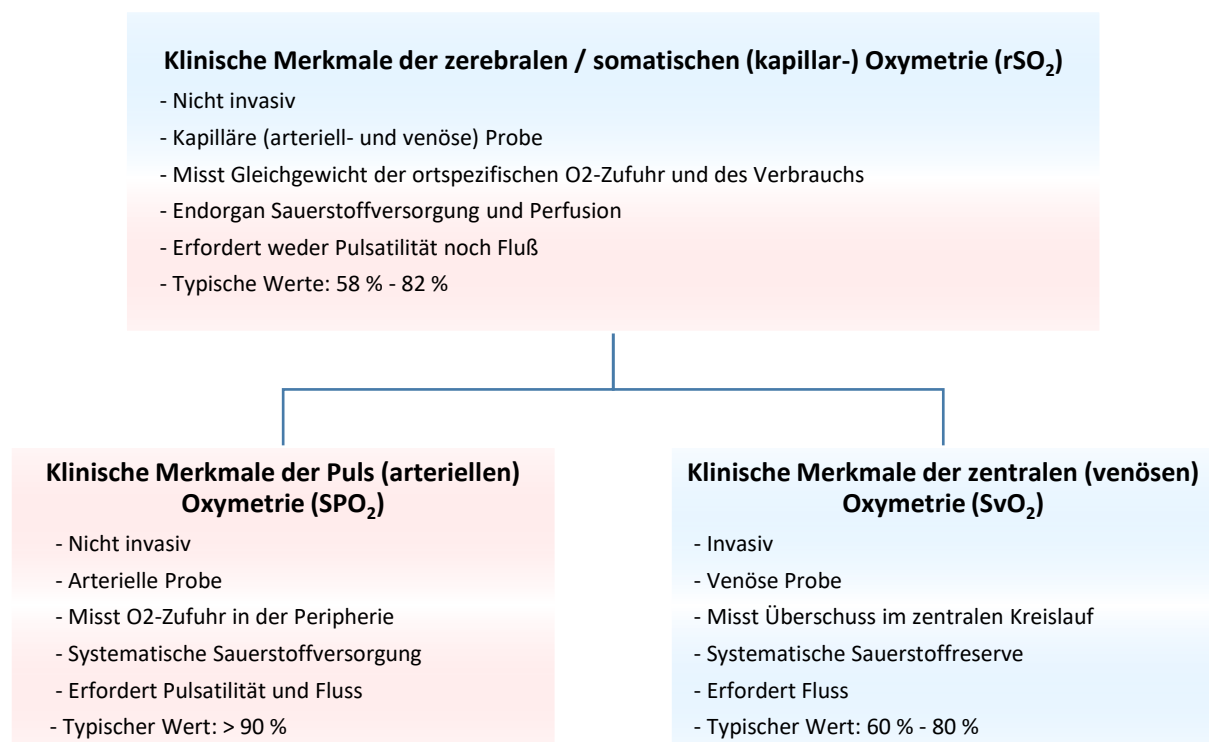 Klinische Merkmale der zerebralen / somatischen (kapillar-) Oxymetrie (rSO₂)
- Nicht invasiv
- Kapilläre (arteriell- und venöse) Probe
- Misst Gleichgewicht der ortspezifischen O2-Zufuhr und des Verbrauchs
- Endorgan Sauerstoffversorgung und Perfusion
- Erfordert weder Pulsatilität noch Fluß
- Typische Werte: 58 % - 82 %
Klinische Merkmale der Puls (arteriellen)
Oxymetrie (SPO₂)
- Nicht invasiv
- Arterielle Probe
- Misst O2-Zufuhr in der Peripherie
- Systematische Sauerstoffversorgung
- Erfordert Pulsatilität und Fluss
- Typischer Wert: > 90 %
Klinische Merkmale der zentralen (venösen)
Oxymetrie (SvO₂)
- Invasiv
- Venöse Probe
- Misst Überschuss im zentralen Kreislauf
- Systematische Sauerstoffreserve
- Erfordert Fluss
- Typischer Wert: 60 % - 80 %